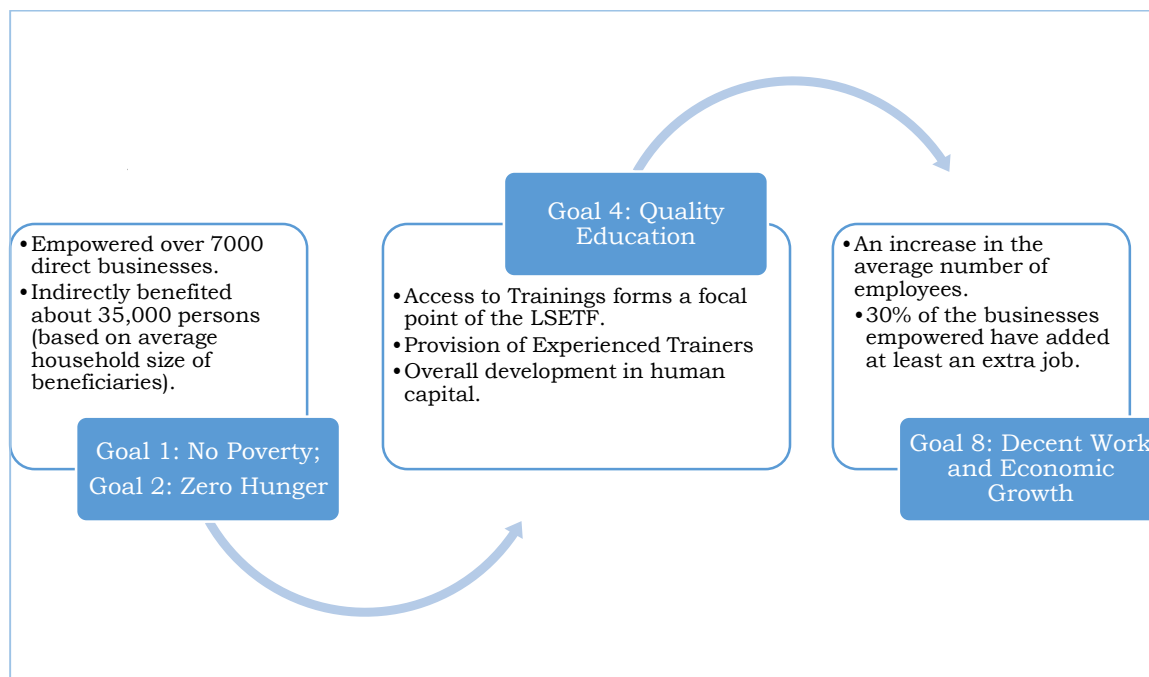 •Empowered over 7000
direct businesses.
•Indirectly benefited
about 35,000 persons
(based on average
household size of
beneficiaries).
Goal 1: No Poverty;
Goal 2: Zero Hunger
Goal 4: Quality
Education
•Access to Trainings forms a focal
point of the LSETF.
•Provision of Experienced Trainers
•Overall development in human
capital.
•An increase in the
average number of
employees.
•30% of the businesses
empowered have added
at least an extra job.
Goal 8: Decent Work
and Economic
Growth